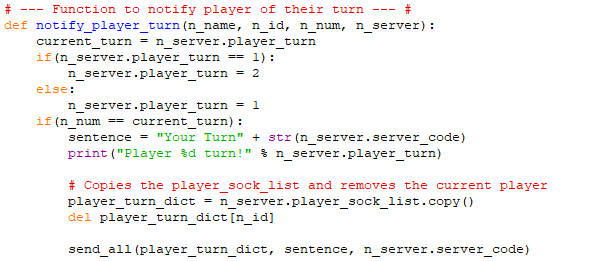 # --- Function to notify player of their turn --- #
def notify_player_turn(n_name, n_id, n_num, n_server):
    current_turn = n_server.player_turn
    if(n_server.player_turn == 1):
        n_server.player_turn = 2
    else:
        n_server.player_turn = 1
    if(n_num == current_turn):
        sentence = "Your Turn" + str(n_server.server_code)
        print("Player %d turn!" % n_server.player_turn)

        # Copies the player_sock_list and removes the current player
        player_turn_dict = n_server.player_sock_list.copy()
        del player_turn_dict[n_id]

        send_all(player_turn_dict, sentence, n_server.server_code)